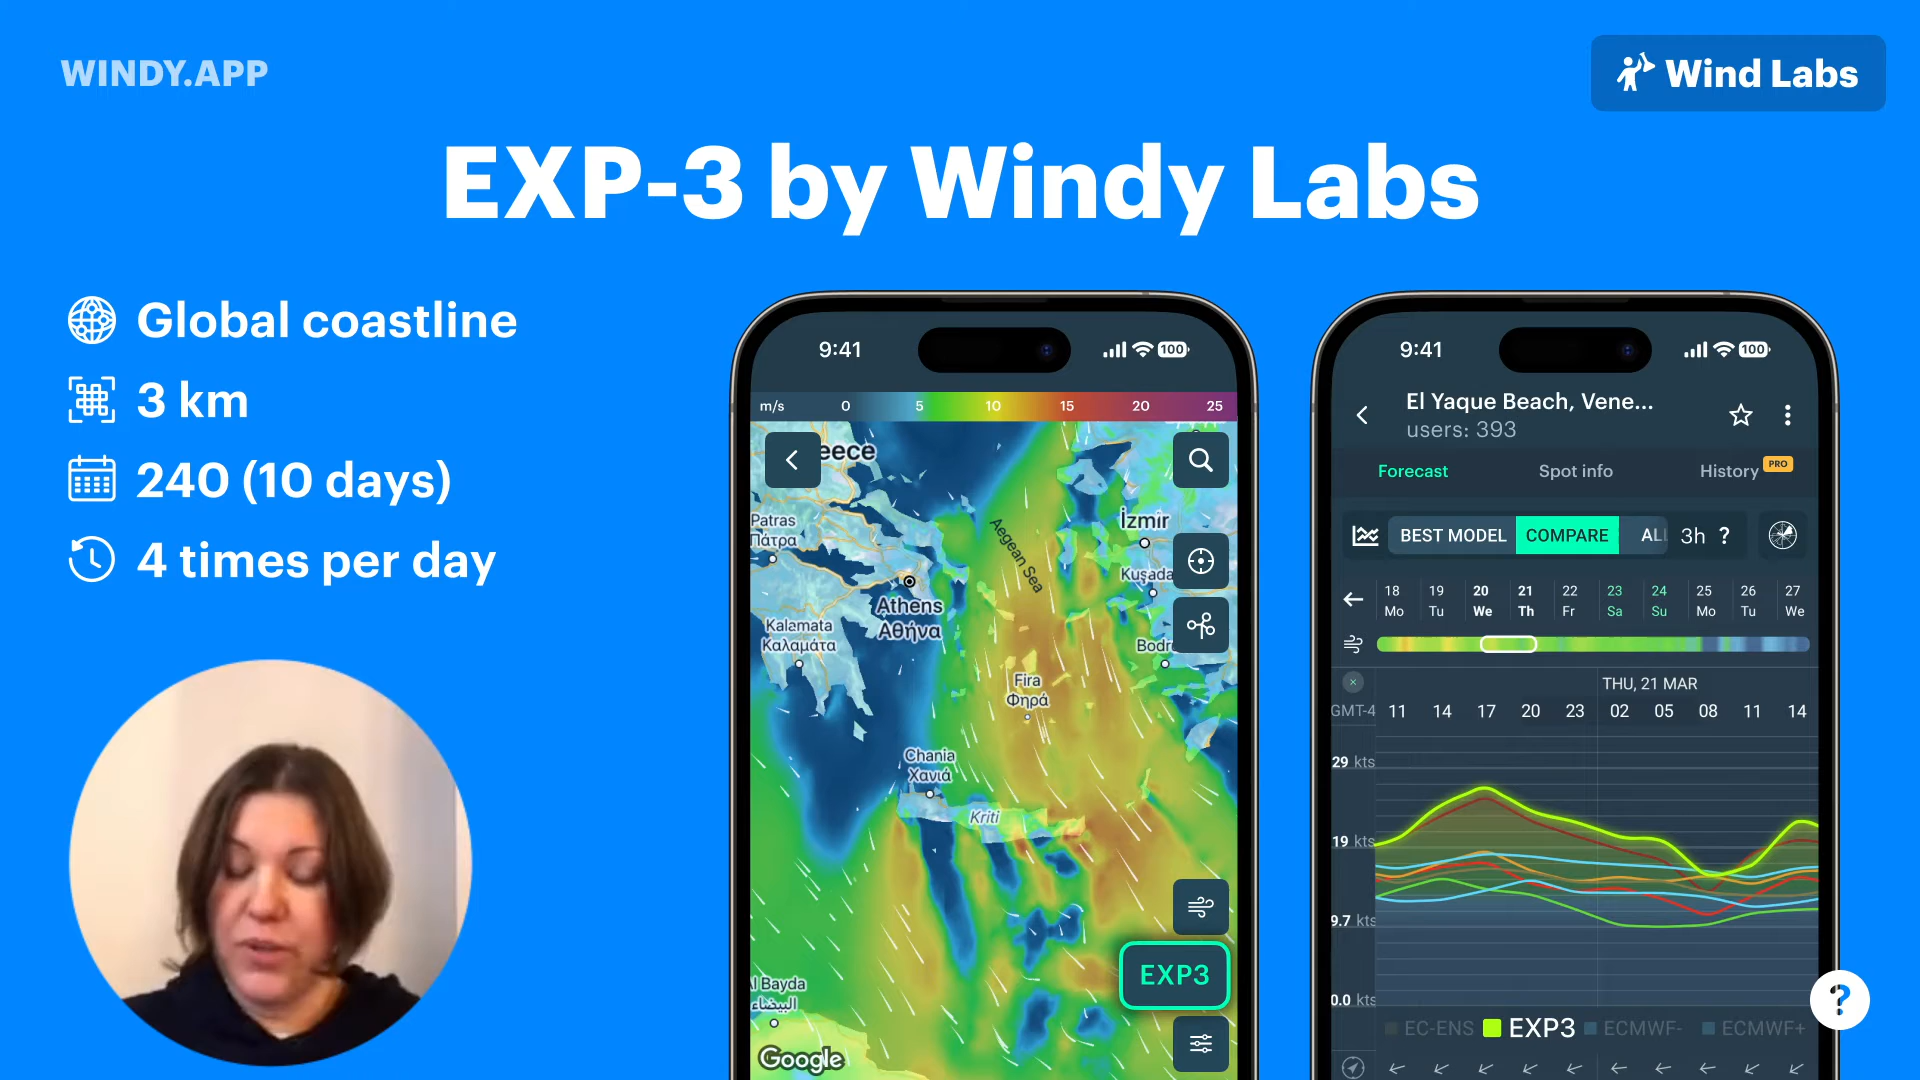 WINDY.APP
Wind Labs
EXP-3 by Windy Labs
Global coastline
3 km
240 (10 days)
4 times per day
9:41
100
m/s 0 5 10 15 20 25
eece
Patras
Πάτρα
İzmir
Aegean Sea
Kuşada
Athens
Αθήνα
Kalamata
Καλαμάτα
Bodr
Fira
Φηρά
Chania
Χανιά
Kriti
EXP3
l Bayda
البيضاء
Google
9:41
100
El Yaque Beach, Vene...
users: 393
Forecast Spot info History PRO
BEST MODEL COMPARE AL 3h ?
18 19 20 21 22 23 24 25 26 27
Mo Tu We Th Fr Sa Su Mo Tu We
THU, 21 MAR
GMT-4 11 14 17 20 23 02 05 08 11 14
29 kts
19 kts
9.7 kts
0.0 kts
?
EC-ENS EXP3 ECMWF- ECMWF+